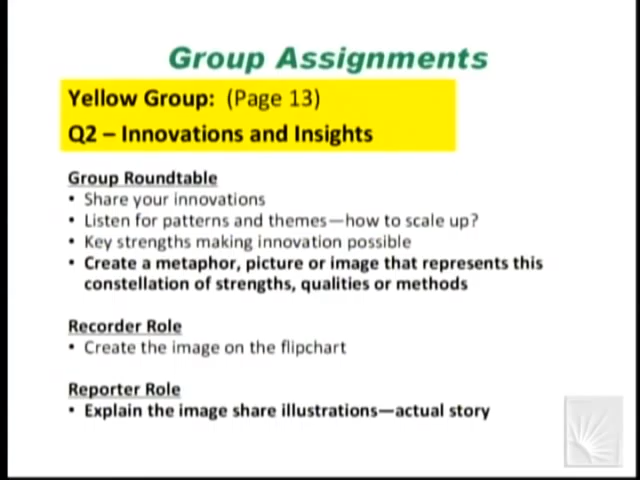 Group Assignments
Yellow Group: (Page 13)
Q2 – Innovations and Insights
Group Roundtable
• Share your innovations
• Listen for patterns and themes—how to scale up?
• Key strengths making innovation possible
• Create a metaphor, picture or image that represents this
constellation of strengths, qualities or methods
Recorder Role
• Create the image on the flipchart
Reporter Role
• Explain the image share illustrations—actual story